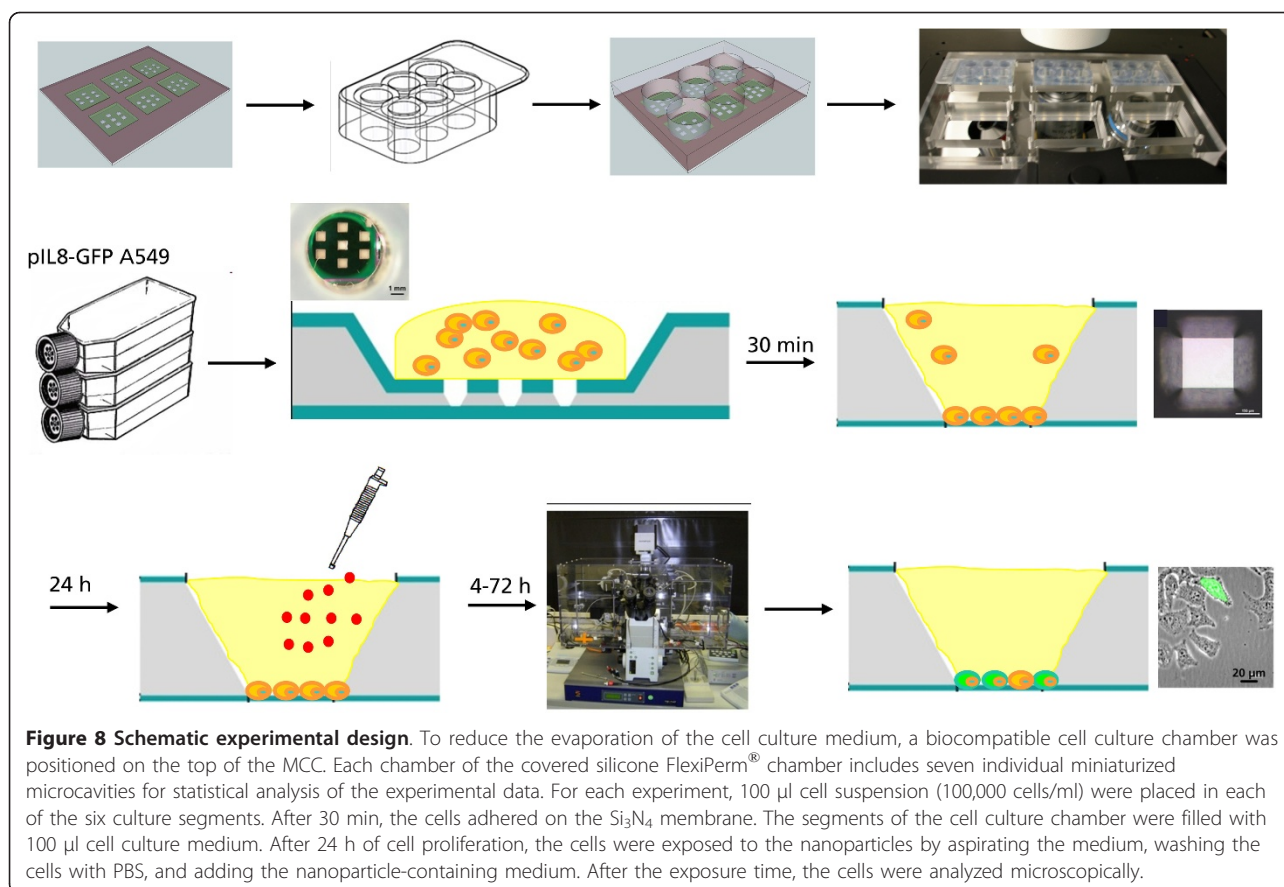 pIL8-GFP A549
1 mm
30 min
24 h
4-72 h
20 µm
Figure 8 Schematic experimental design. To reduce the evaporation of the cell culture medium, a biocompatible cell culture chamber was
positioned on the top of the MCC. Each chamber of the covered silicone FlexiPerm® chamber includes seven individual miniaturized
microcavities for statistical analysis of the experimental data. For each experiment, 100 µl cell suspension (100,000 cells/ml) were placed in each
of the six culture segments. After 30 min, the cells adhered on the Si₃N₄ membrane. The segments of the cell culture chamber were filled with
100 µl cell culture medium. After 24 h of cell proliferation, the cells were exposed to the nanoparticles by aspirating the medium, washing the
cells with PBS, and adding the nanoparticle-containing medium. After the exposure time, the cells were analyzed microscopically.